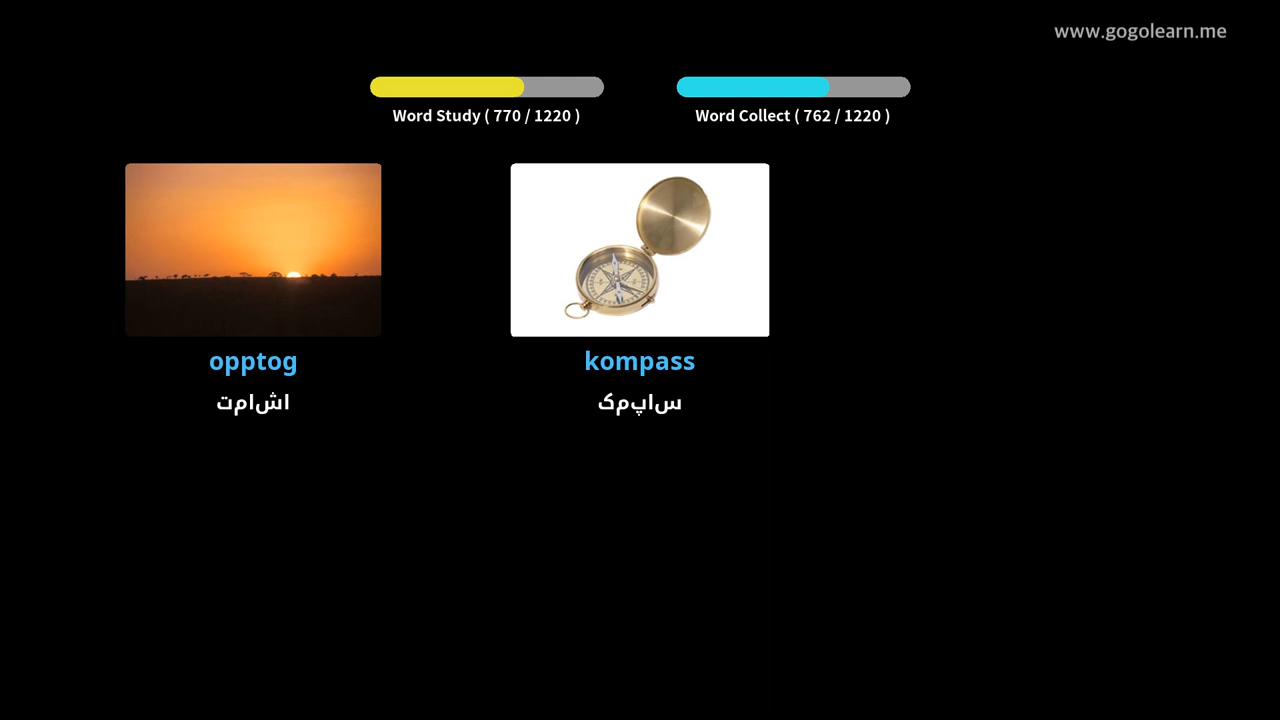 www.gogolearn.me
Word Study ( 770 / 1220 )
Word Collect ( 762 / 1220 )
opptog
اشامت
kompass
ساپمک